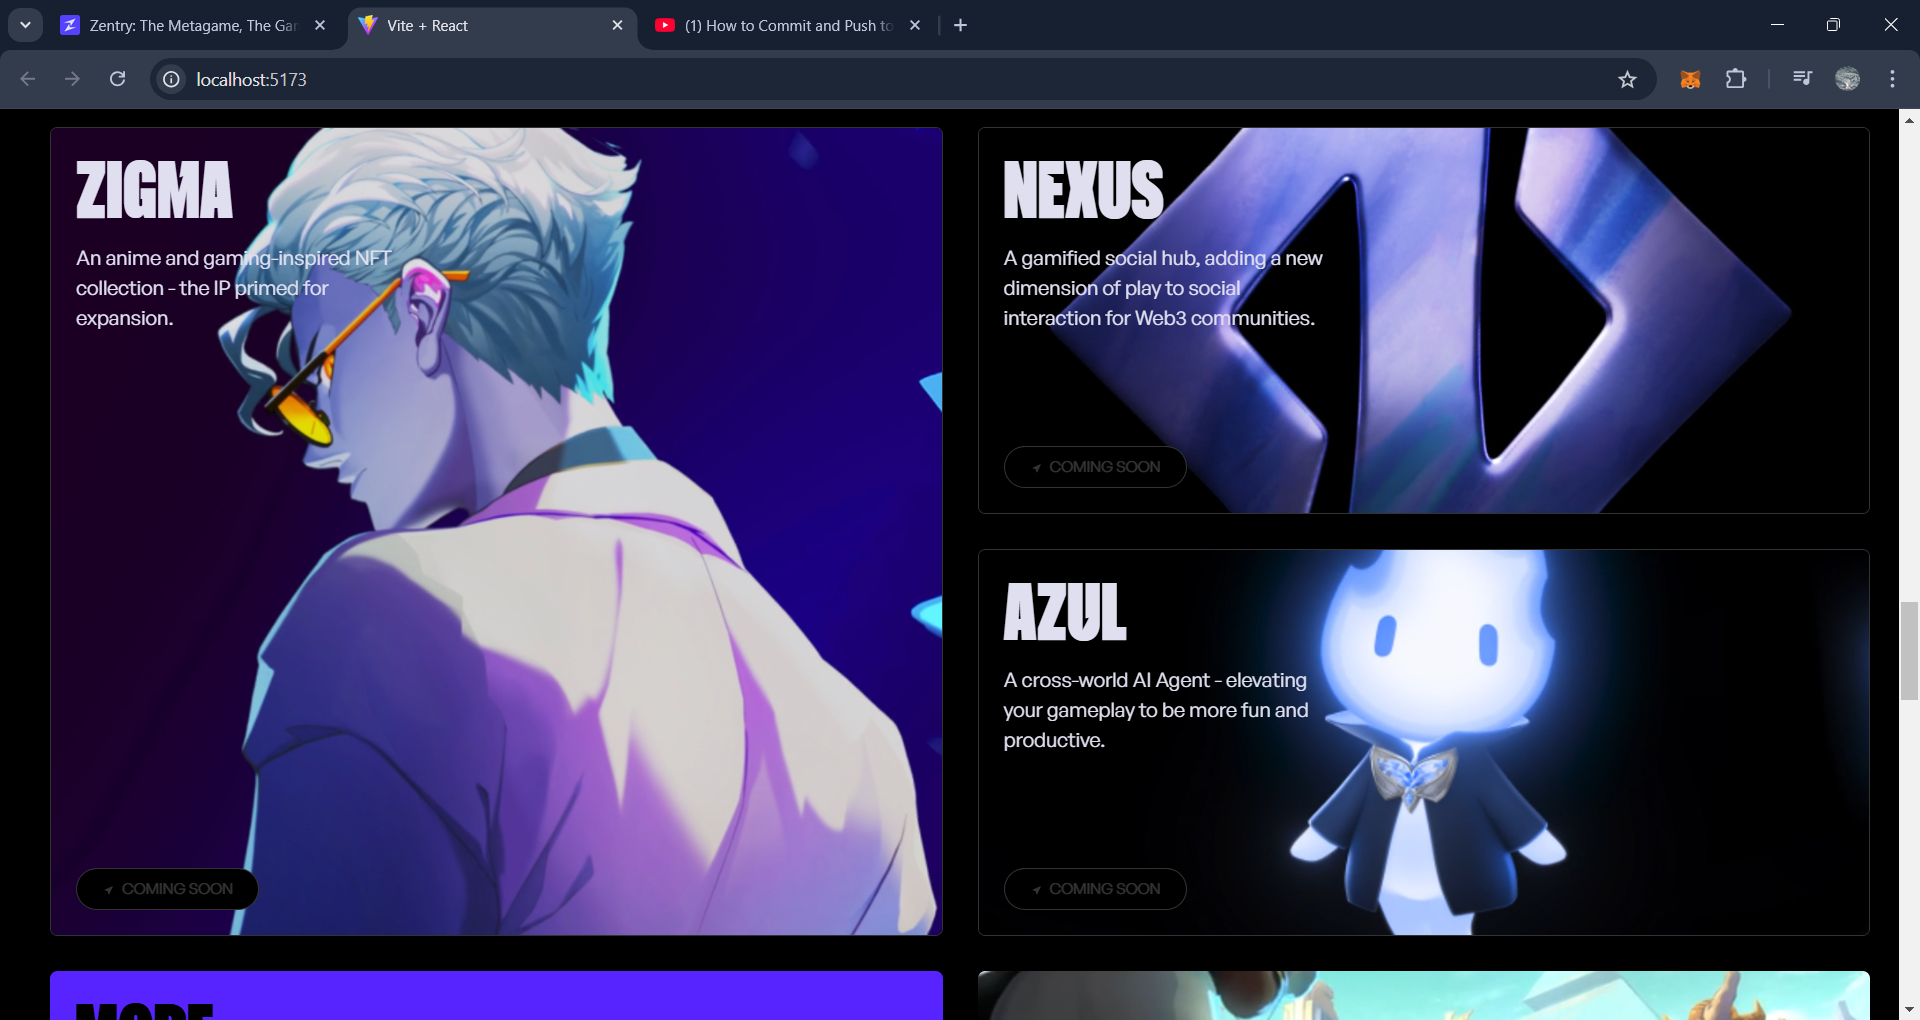 Zentry: The Metagame, The Gar
Vite + React
(1) How to Commit and Push to
localhost:5173
ZIGMA
An anime and gaming-inspired NFT
collection - the IP primed for
expansion.
COMING SOON
NEXUS
A gamified social hub, adding a new
dimension of play to social
interaction for Web3 communities.
COMING SOON
AZUL
A cross-world AI Agent - elevating
your gameplay to be more fun and
productive.
COMING SOON